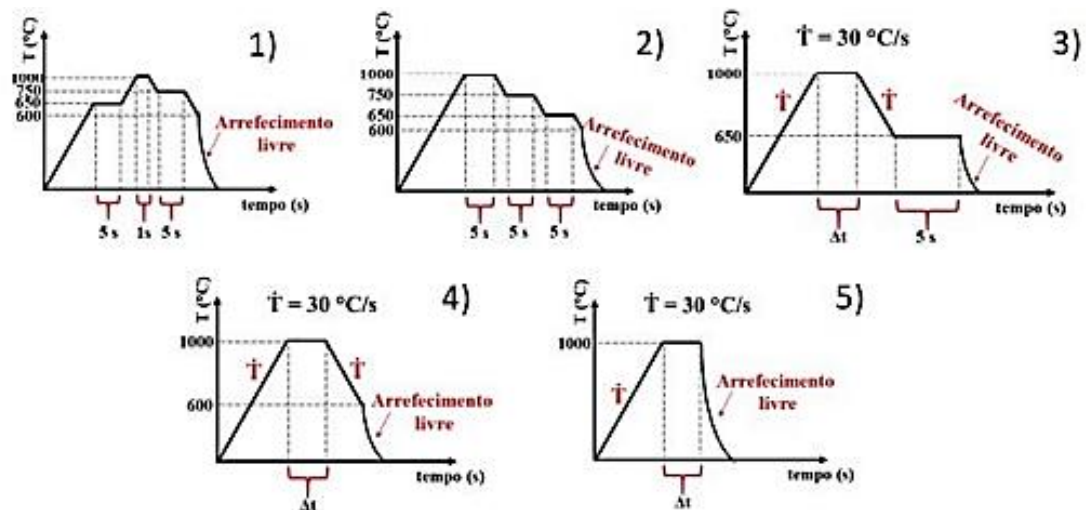 1)
T (°C)
1000
750
650
600
Arrefecimento
livre
tempo (s)
5 s
1s
5 s
2)
T (°C)
1000
750
650
600
Arrefecimento
livre
tempo (s)
5 s
5 s
5 s
3)
Ṫ = 30 °C/s
T (°C)
1000
650
Ṫ
Ṫ
Arrefecimento
livre
tempo (s)
Δt
5 s
4)
Ṫ = 30 °C/s
T (°C)
1000
600
Ṫ
Ṫ
Arrefecimento
livre
tempo (s)
Δt
5)
Ṫ = 30 °C/s
T (°C)
1000
Ṫ
Arrefecimento
livre
tempo (s)
Δt